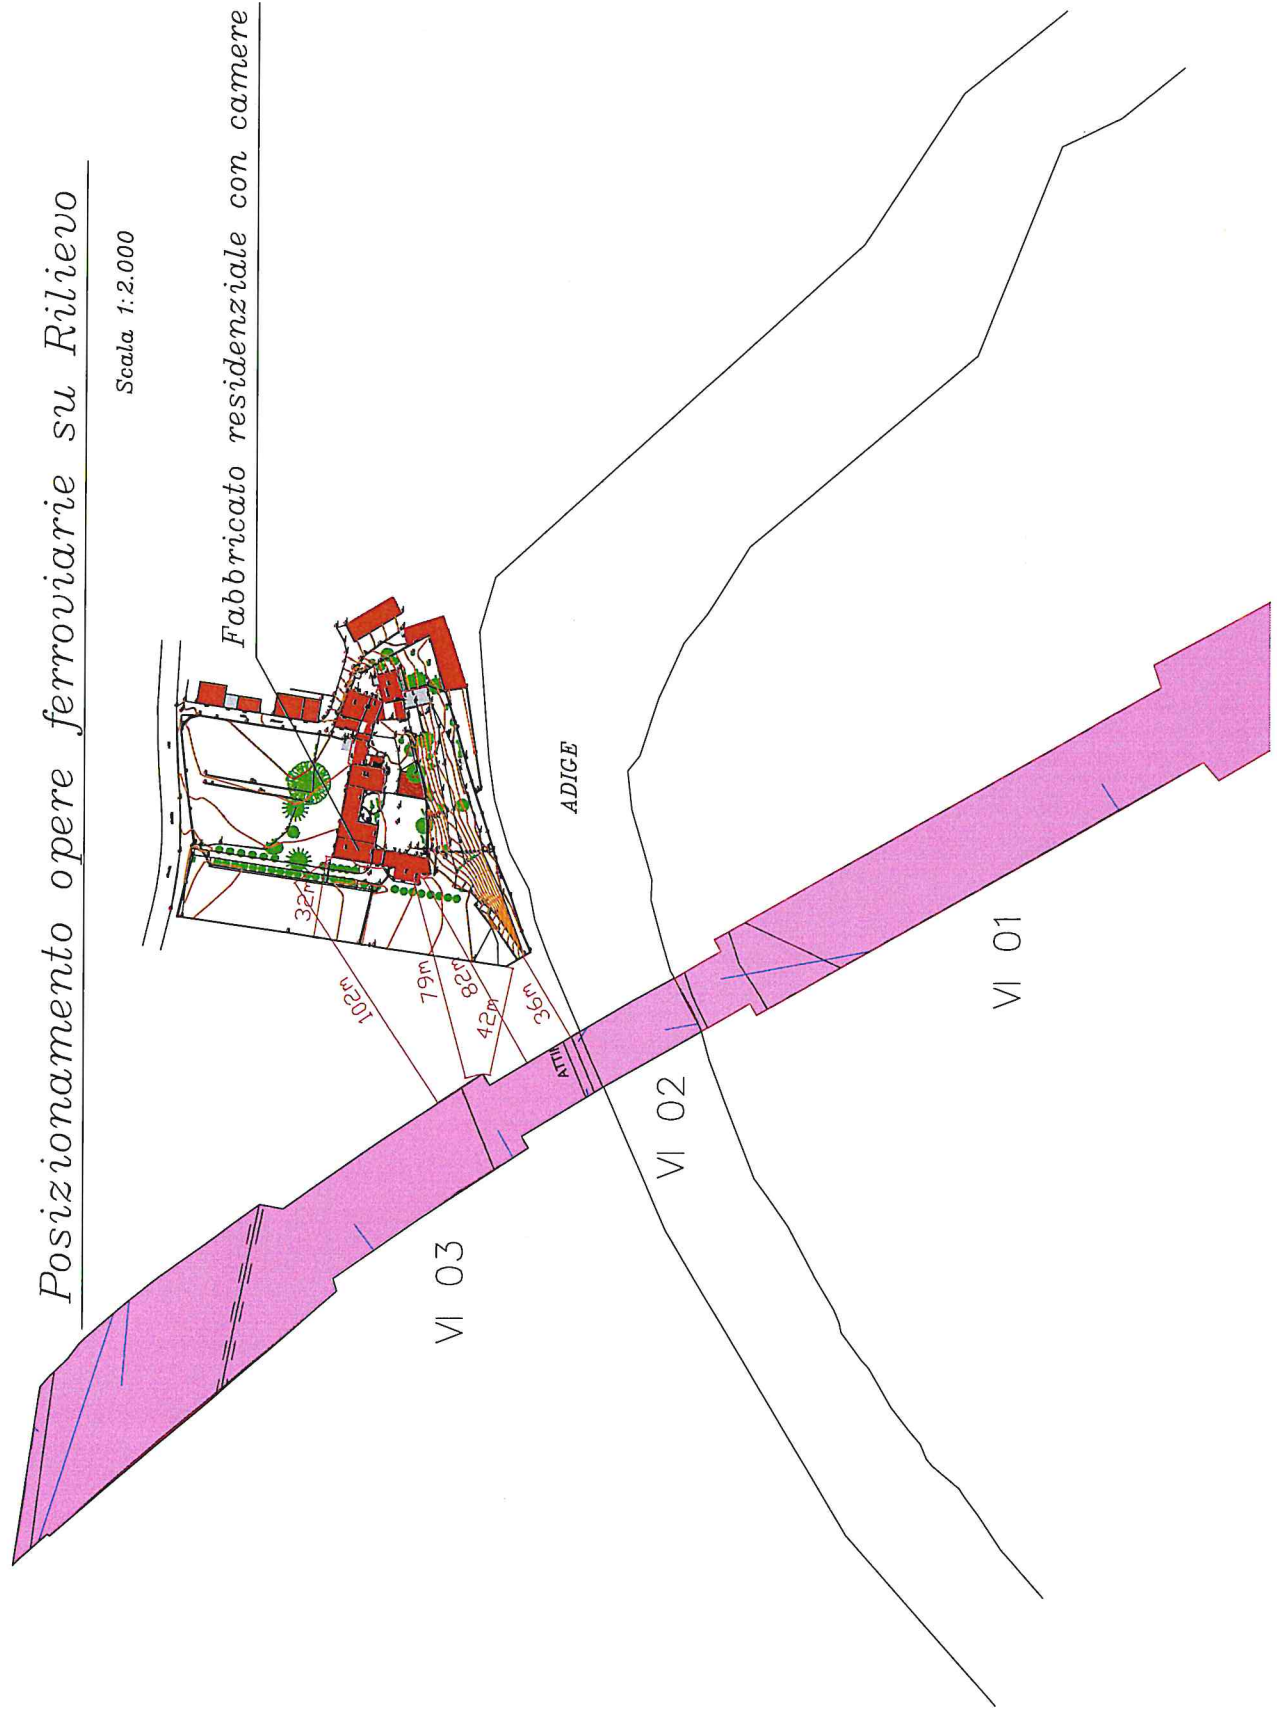 Posizionamento opere ferroviarie su Rilievo
Scala 1:2.000
Fabbricato residenziale con camere
32m
102m
79m
82m
42m
36m
ADIGE
VI 03
VI 02
VI 01